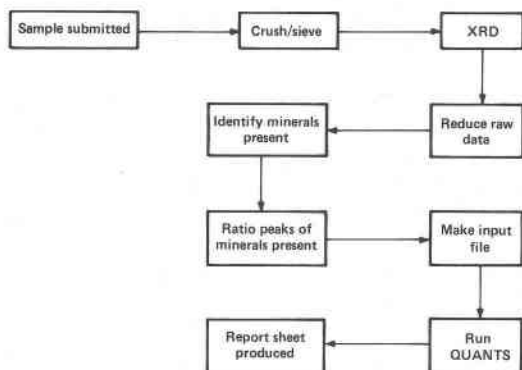 Sample submitted
Crush/sieve
XRD
Reduce raw
data
Identify minerals
present
Ratio peaks of
minerals present
Make input
file
Run
QUANTS
Report sheet
produced